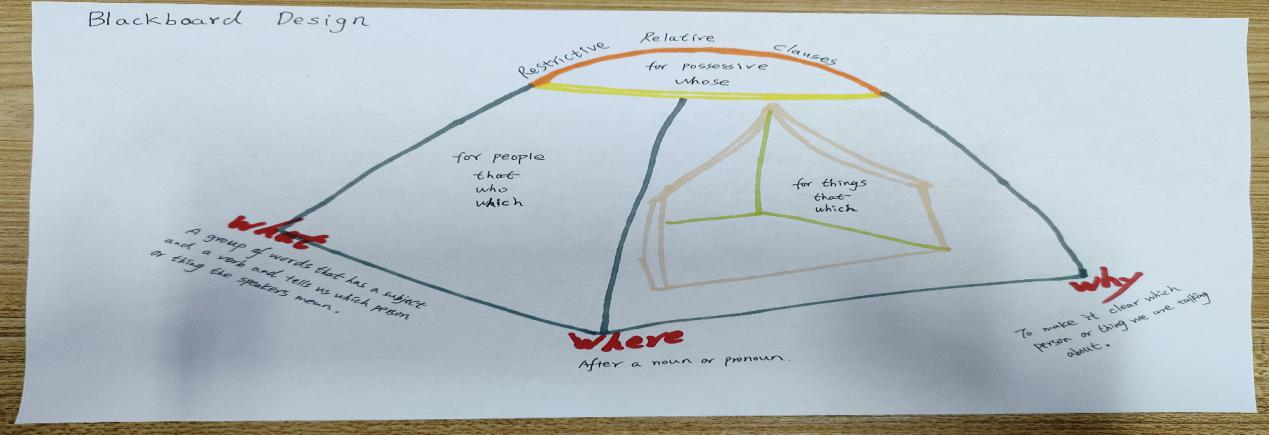 Blackboard Design
Restrictive Relative Clauses
for possessive
whose
for people
that
who
which
for things
that
which
What
A group of words that has a subject
and a verb and tells us which person
or thing the speakers mean.
Where
After a noun or pronoun.
why
To make it clear which
person or thing we are talking
about.